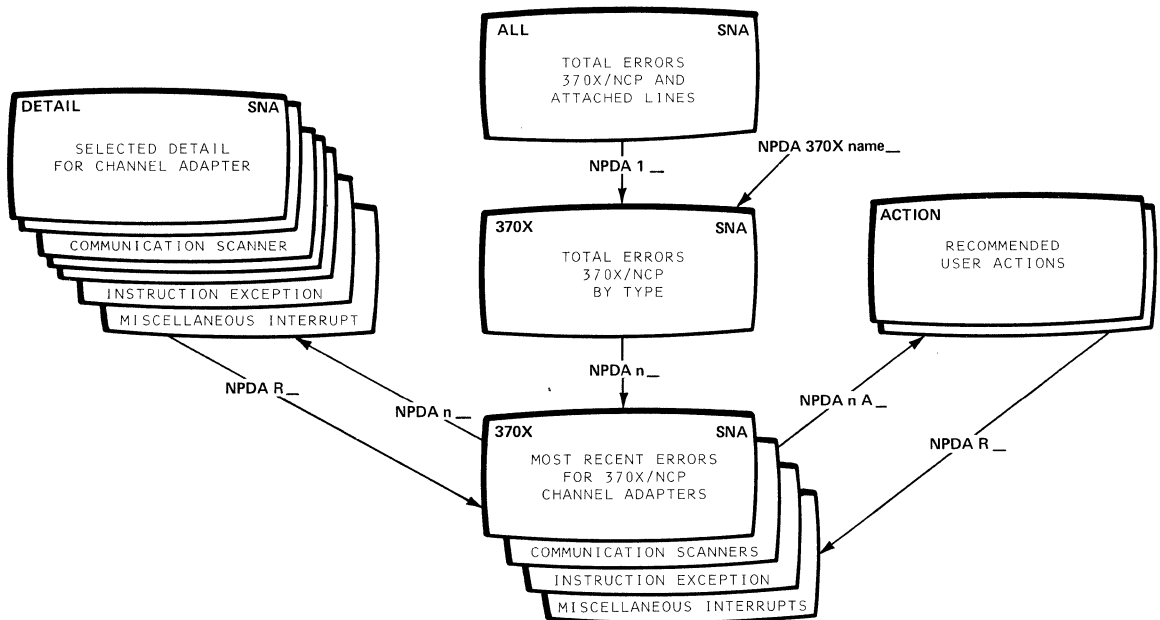 ALL SNA
TOTAL ERRORS
370X/NCP AND
ATTACHED LINES
DETAIL SNA
SELECTED DETAIL
FOR CHANNEL ADAPTER
COMMUNICATION SCANNER
INSTRUCTION EXCEPTION
MISCELLANEOUS INTERRUPT
NPDA 1_
NPDA 370X name_
370X SNA
TOTAL ERRORS
370X/NCP
BY TYPE
ACTION
RECOMMENDED
USER ACTIONS
NPDA R_
NPDA n_
NPDA n_
NPDA n A_
NPDA R_
370X SNA
MOST RECENT ERRORS
FOR 370X/NCP
CHANNEL ADAPTERS
COMMUNICATION SCANNERS
INSTRUCTION EXCEPTION
MISCELLANEOUS INTERRUPTS